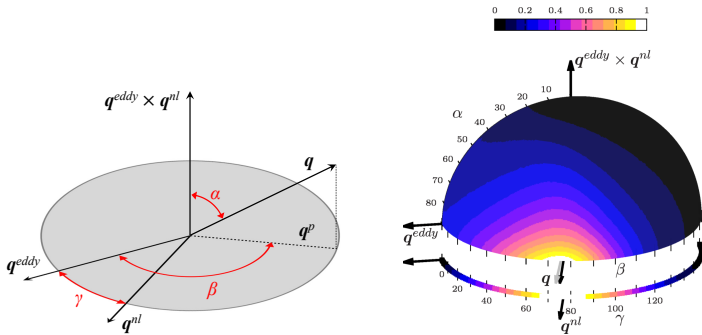 0 0.2 0.4 0.6 0.8 1
q^eddy × q^nl
q
α
q^p
q^eddy
β
γ
q^nl
q^eddy × q^nl
10
20
30
40
50
60
70
80
α
q^eddy
q
β
0 20 40 60 80 100 120
γ
q^nl